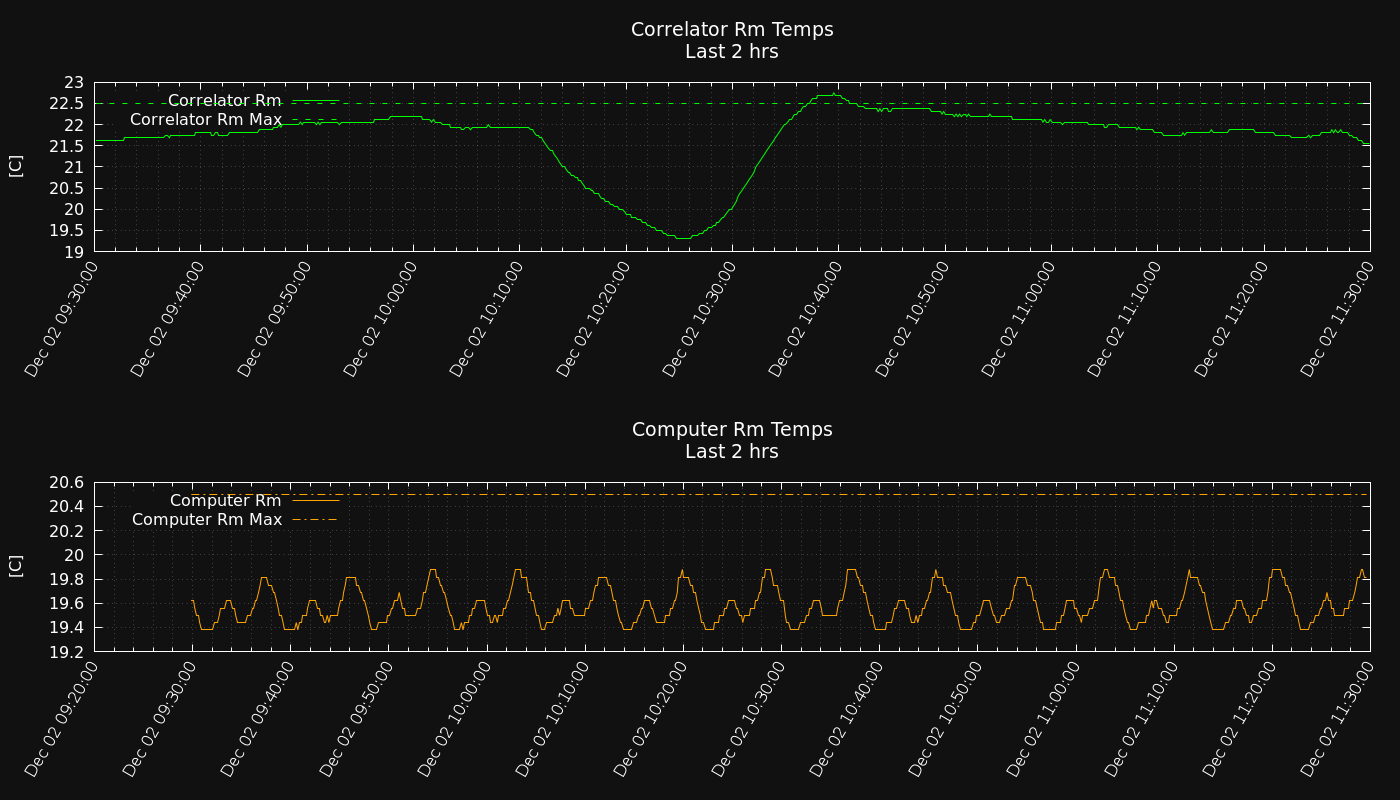 Correlator Rm Temps
Last 2 hrs
23
22.5
22
21.5
21
20.5
20
19.5
19
[C]
Correlator Rm
Correlator Rm Max
Dec 02 09:30:00
Dec 02 09:40:00
Dec 02 09:50:00
Dec 02 10:00:00
Dec 02 10:10:00
Dec 02 10:20:00
Dec 02 10:30:00
Dec 02 10:40:00
Dec 02 10:50:00
Dec 02 11:00:00
Dec 02 11:10:00
Dec 02 11:20:00
Dec 02 11:30:00
Computer Rm Temps
Last 2 hrs
20.6
20.4
20.2
20
19.8
19.6
19.4
19.2
[C]
Computer Rm
Computer Rm Max
Dec 02 09:20:00
Dec 02 09:30:00
Dec 02 09:40:00
Dec 02 09:50:00
Dec 02 10:00:00
Dec 02 10:10:00
Dec 02 10:20:00
Dec 02 10:30:00
Dec 02 10:40:00
Dec 02 10:50:00
Dec 02 11:00:00
Dec 02 11:10:00
Dec 02 11:20:00
Dec 02 11:30:00